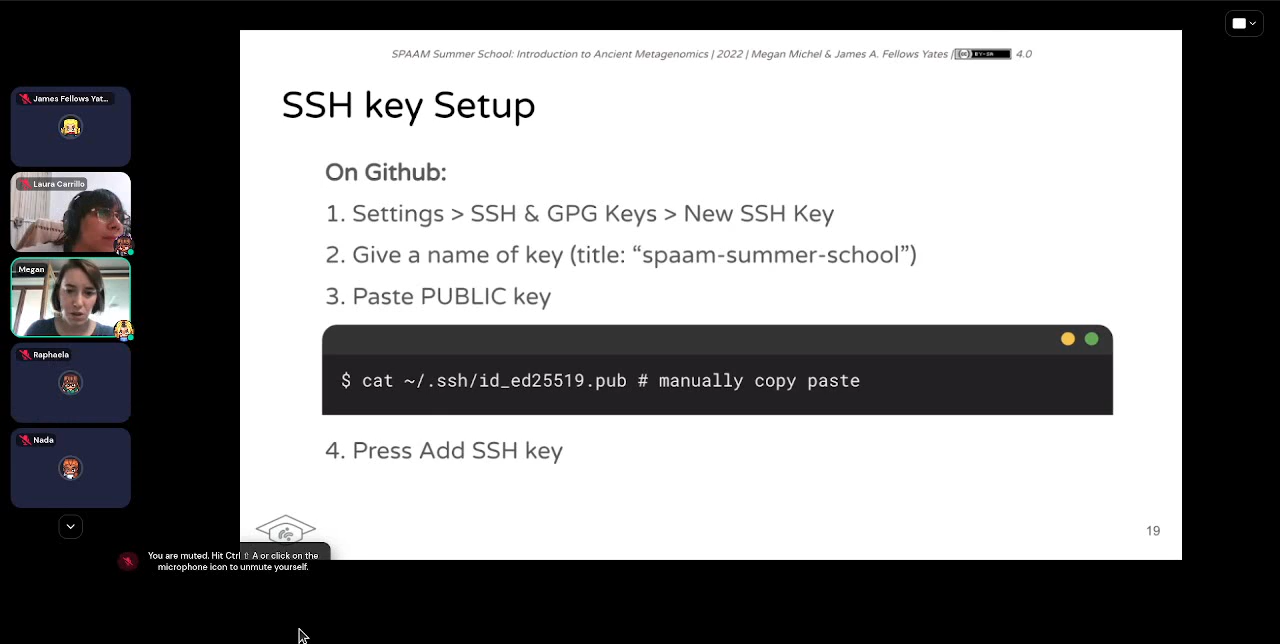 SPAAM Summer School: Introduction to Ancient Metagenomics | 2022 | Megan Michel & James A. Fellows Yates | BY-SA 4.0
James Fellows Yat...
SSH key Setup
On Github:
Laura Carrillo
1. Settings > SSH & GPG Keys > New SSH Key
2. Give a name of key (title: “spaam-summer-school”)
Megan
3. Paste PUBLIC key
Raphaela
$ cat ~/.ssh/id_ed25519.pub # manually copy paste
Nada
4. Press Add SSH key
19
You are muted. Hit Ctrl ⇧ A or click on the
microphone icon to unmute yourself.